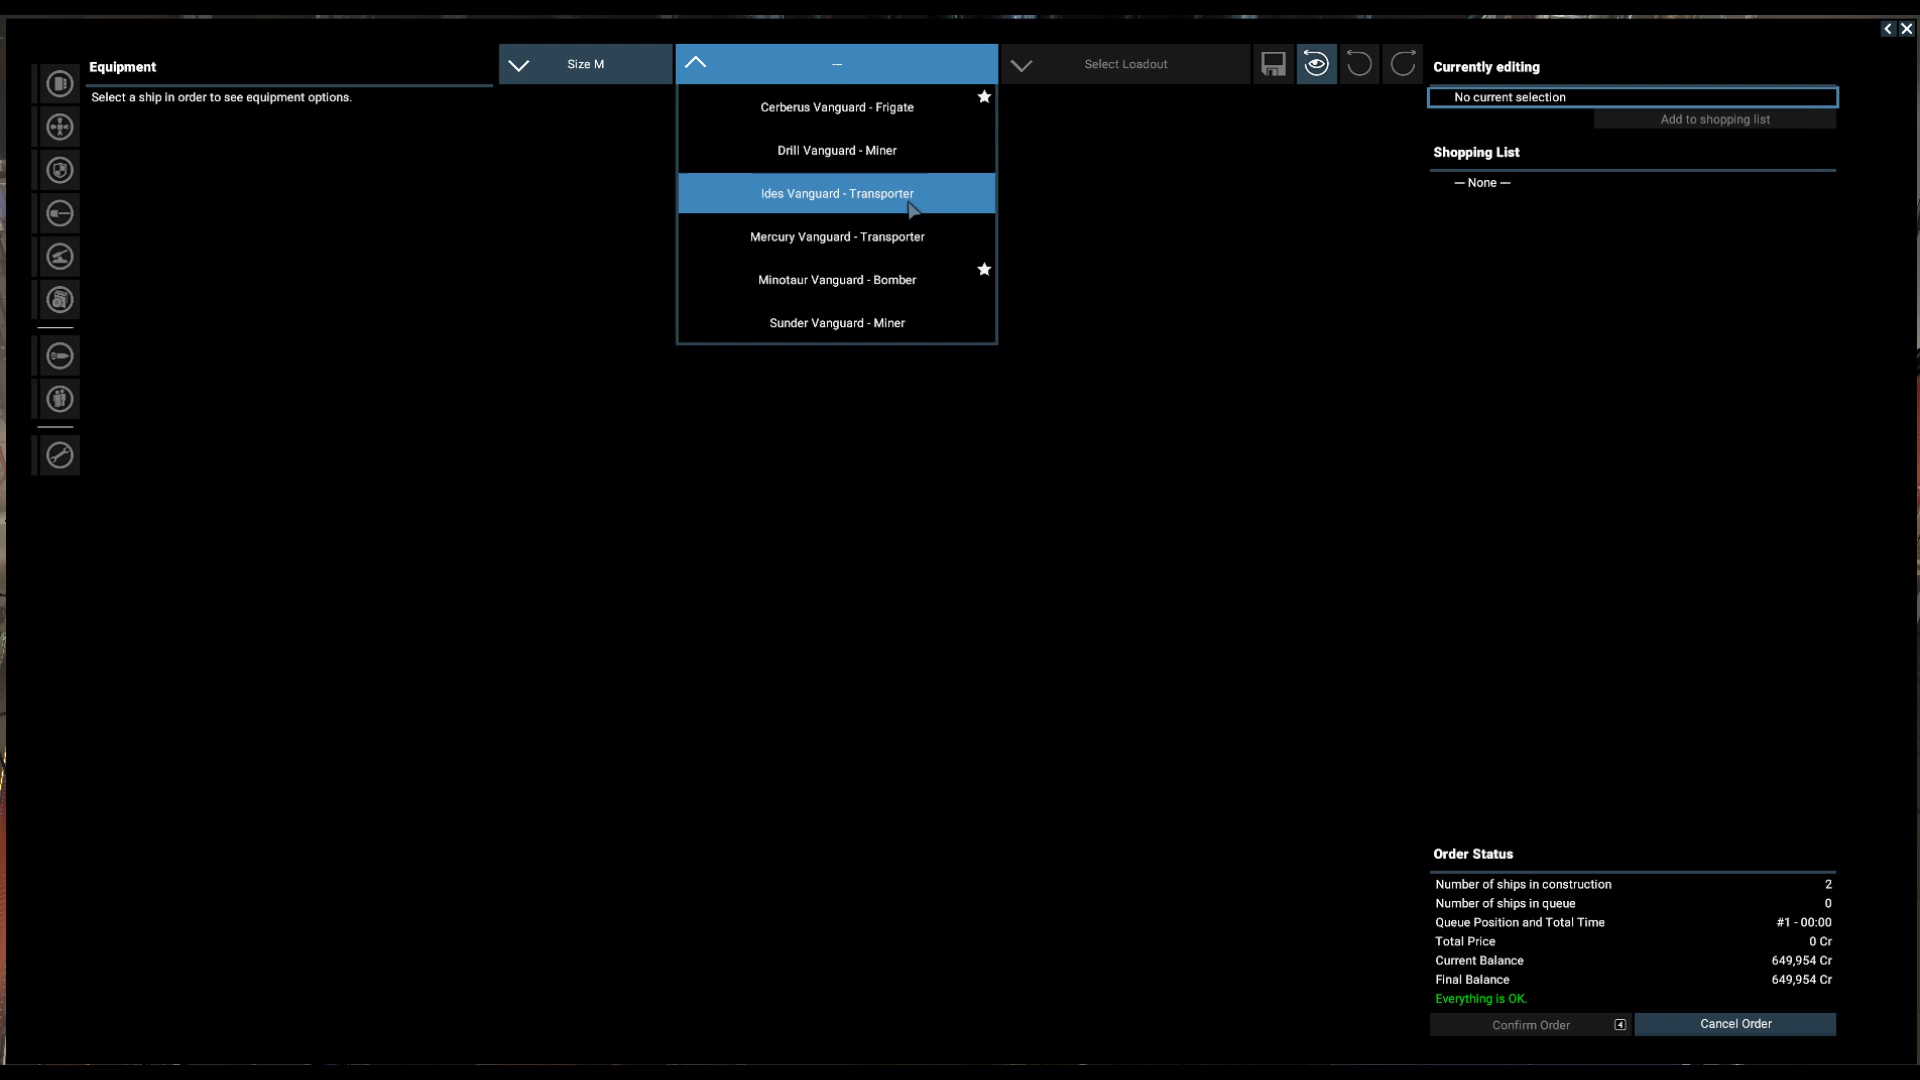 Equipment
Select a ship in order to see equipment options.
Size M
--
Select Loadout
Cerberus Vanguard - Frigate
Drill Vanguard - Miner
Ides Vanguard - Transporter
Mercury Vanguard - Transporter
Minotaur Vanguard - Bomber
Sunder Vanguard - Miner
Currently editing
No current selection
Add to shopping list
Shopping List
— None —
Order Status
Number of ships in construction 2
Number of ships in queue 0
Queue Position and Total Time #1 - 00:00
Total Price 0 Cr
Current Balance 649,954 Cr
Final Balance 649,954 Cr
Everything is OK.
Confirm Order
Cancel Order